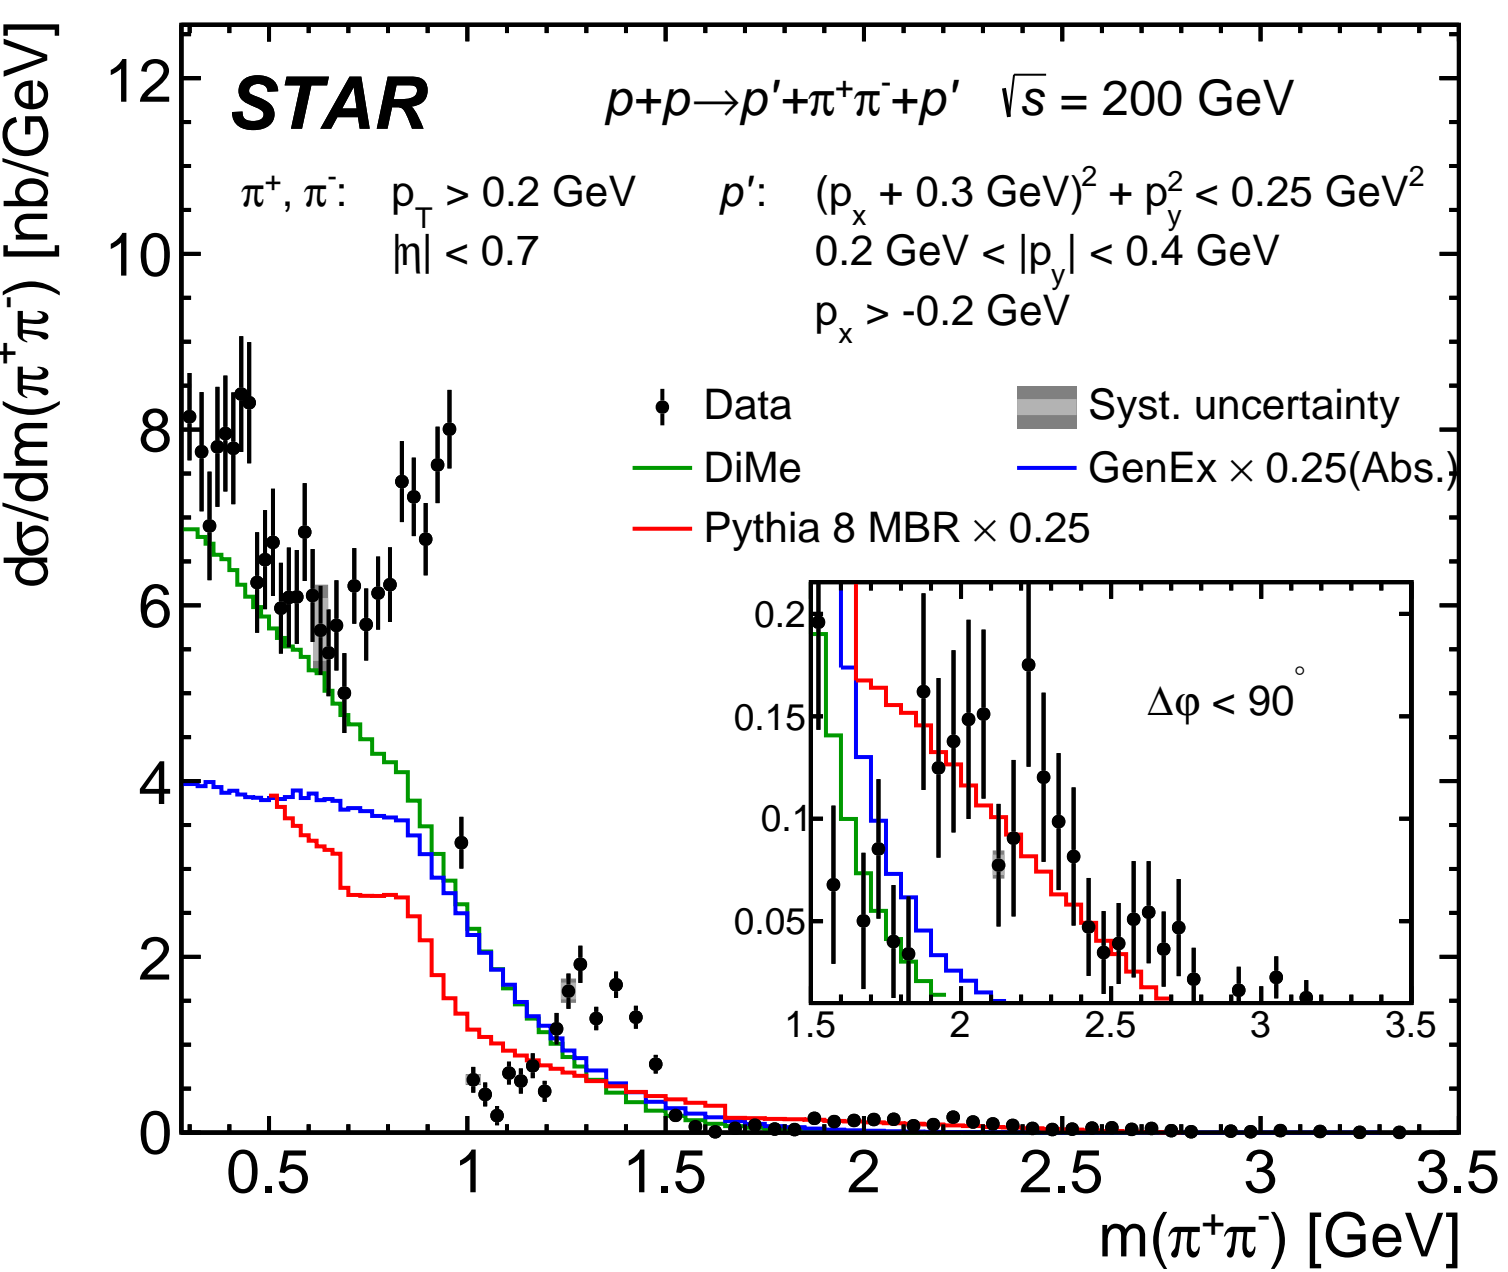 dσ/dm(π⁺π⁻) [nb/GeV]
12
10
8
6
4
2
0
STAR p+p→p′+π⁺π⁻+p′ √s = 200 GeV
π⁺, π⁻: p_T > 0.2 GeV p′: (p_x + 0.3 GeV)² + p_y² < 0.25 GeV²
|η| < 0.7 0.2 GeV < |p_y| < 0.4 GeV
p_x > -0.2 GeV
Data Syst. uncertainty
DiMe GenEx × 0.25(Abs.)
Pythia 8 MBR × 0.25
0.2
0.15
0.1
0.05
Δφ < 90°
1.5 2 2.5 3 3.5
0.5 1 1.5 2 2.5 3 3.5
m(π⁺π⁻) [GeV]